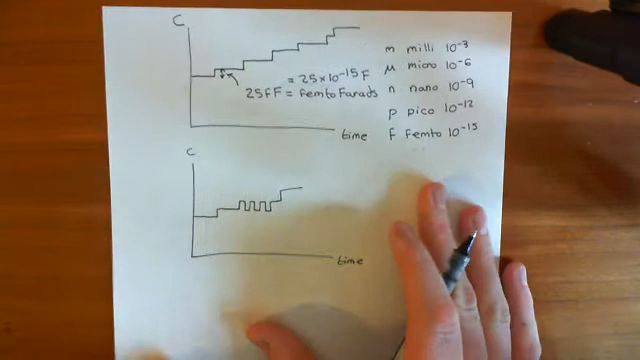 C
m milli 10-3
= 25 × 10-15 F
μ micro 10-6
25fF = femto Farads
n nano 10-9
p pico 10-12
time
f femto 10-15
C
time